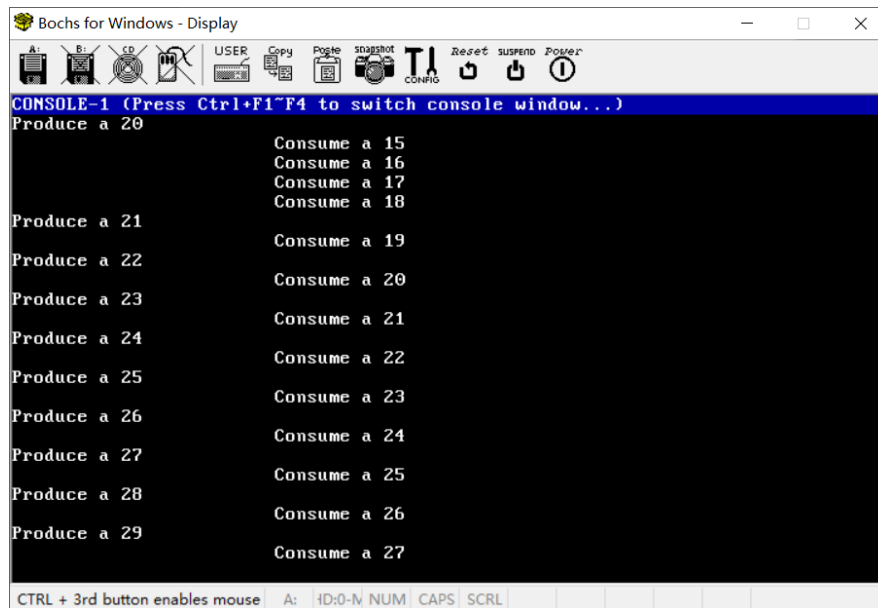 Bochs for Windows - Display
A: B: CD USER Copy Poste snapshot CONFIG Reset SUSPEND Power
CONSOLE-1 (Press Ctrl+F1~F4 to switch console window...)
Produce a 20
Consume a 15
Consume a 16
Consume a 17
Consume a 18
Produce a 21
Consume a 19
Produce a 22
Consume a 20
Produce a 23
Consume a 21
Produce a 24
Consume a 22
Produce a 25
Consume a 23
Produce a 26
Consume a 24
Produce a 27
Consume a 25
Produce a 28
Consume a 26
Produce a 29
Consume a 27
CTRL + 3rd button enables mouse A: HD:0-M NUM CAPS SCRL